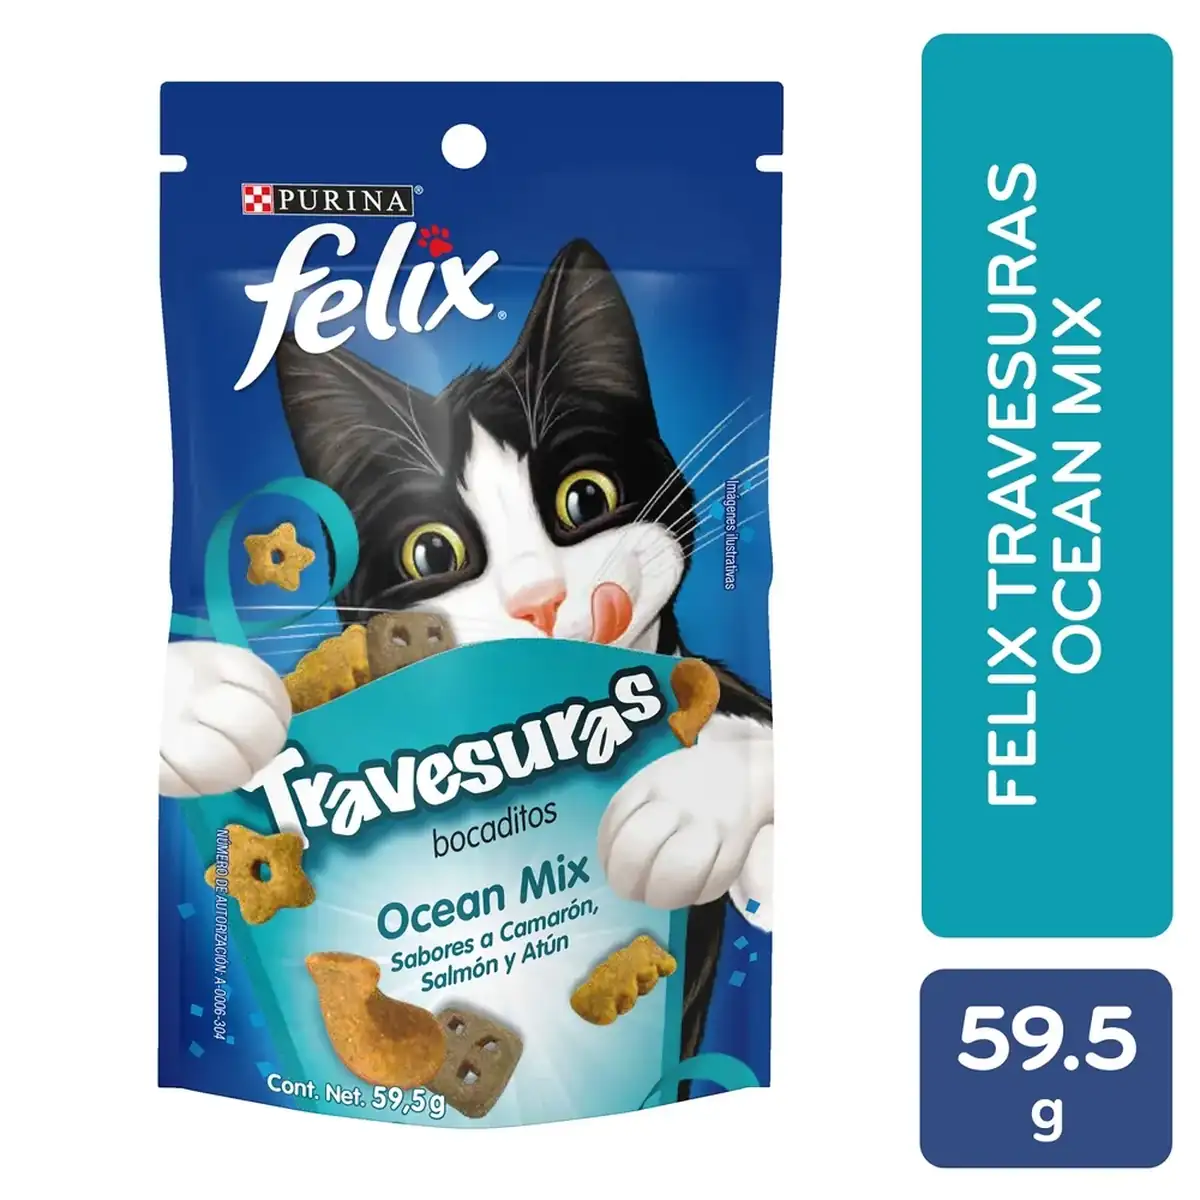 PURINA®
felix®
Imágenes ilustrativas
Travesuras
bocaditos
Ocean Mix
Sabores a Camarón,
Salmón y Atún
NÚMERO DE AUTORIZACIÓN: A-0006-304
Cont. Net. 59,5g
FELIX TRAVESURAS
OCEAN MIX
59.5
g